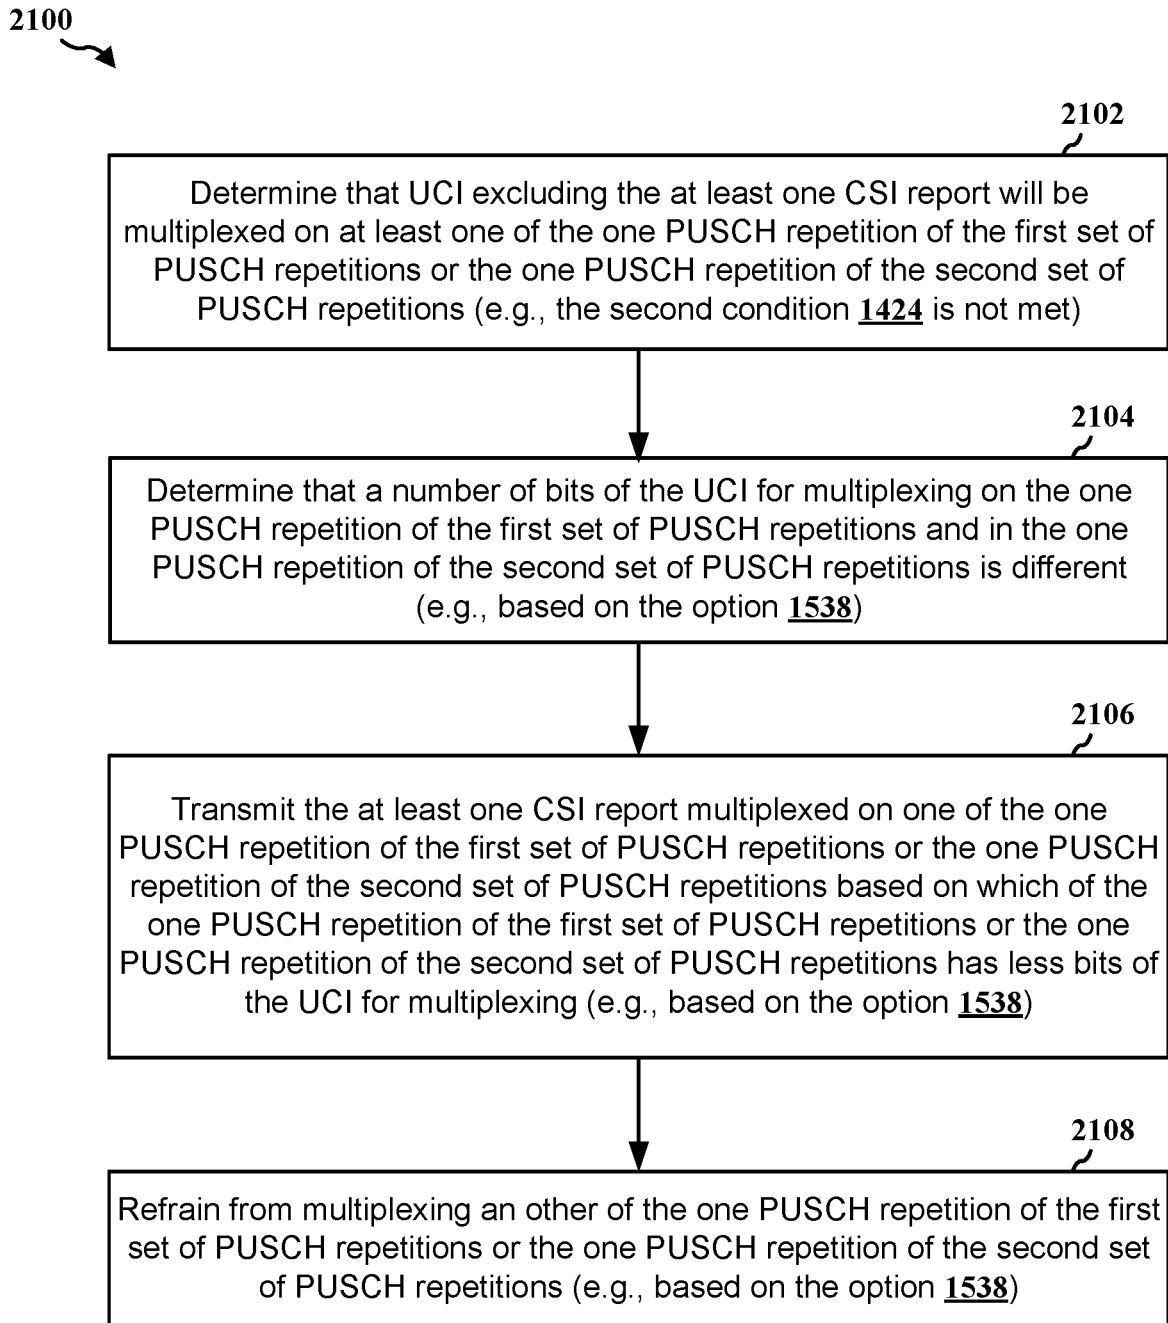 2100
2102
Determine that UCI excluding the at least one CSI report will be
multiplexed on at least one of the one PUSCH repetition of the first set of
PUSCH repetitions or the one PUSCH repetition of the second set of
PUSCH repetitions (e.g., the second condition 1424 is not met)
2104
Determine that a number of bits of the UCI for multiplexing on the one
PUSCH repetition of the first set of PUSCH repetitions and in the one
PUSCH repetition of the second set of PUSCH repetitions is different
(e.g., based on the option 1538)
2106
Transmit the at least one CSI report multiplexed on one of the one
PUSCH repetition of the first set of PUSCH repetitions or the one PUSCH
repetition of the second set of PUSCH repetitions based on which of the
one PUSCH repetition of the first set of PUSCH repetitions or the one
PUSCH repetition of the second set of PUSCH repetitions has less bits of
the UCI for multiplexing (e.g., based on the option 1538)
2108
Refrain from multiplexing an other of the one PUSCH repetition of the first
set of PUSCH repetitions or the one PUSCH repetition of the second set
of PUSCH repetitions (e.g., based on the option 1538)